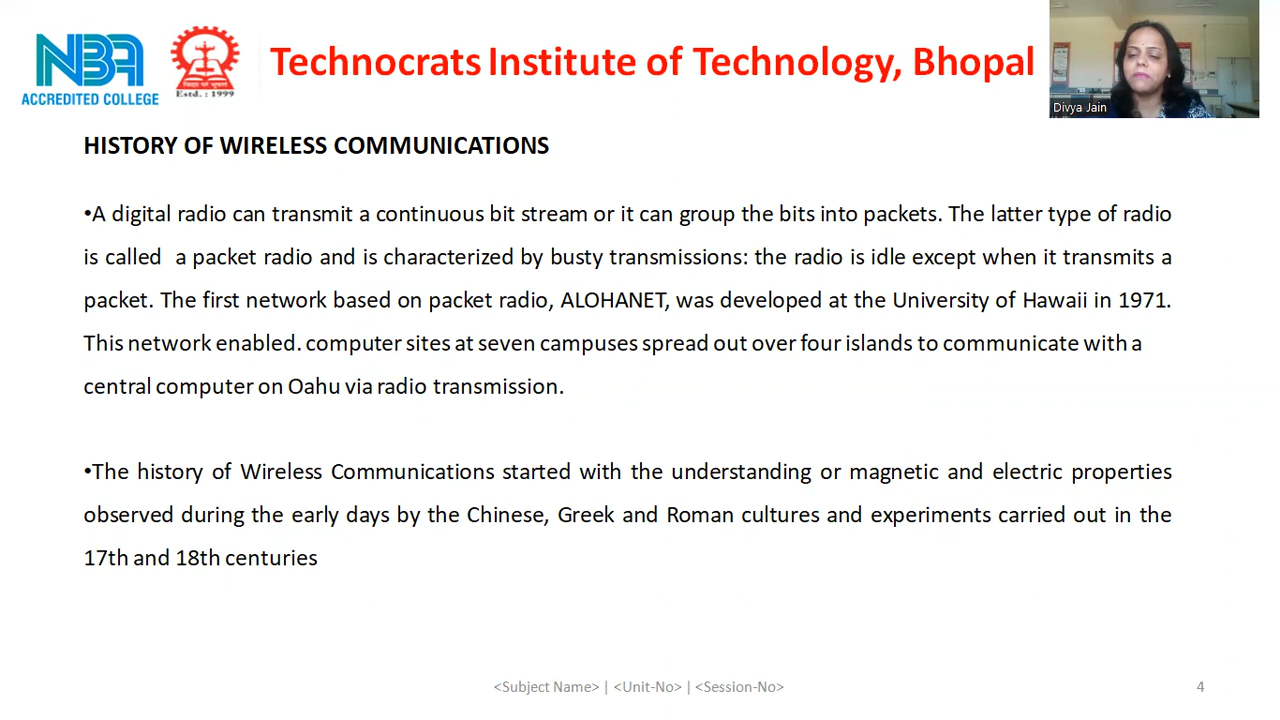 NBA
ACCREDITED COLLEGE
Estd. : 1999
Technocrats Institute of Technology, Bhopal
Divya Jain
HISTORY OF WIRELESS COMMUNICATIONS
•A digital radio can transmit a continuous bit stream or it can group the bits into packets. The latter type of radio
is called a packet radio and is characterized by busty transmissions: the radio is idle except when it transmits a
packet. The first network based on packet radio, ALOHANET, was developed at the University of Hawaii in 1971.
This network enabled. computer sites at seven campuses spread out over four islands to communicate with a
central computer on Oahu via radio transmission.
•The history of Wireless Communications started with the understanding or magnetic and electric properties
observed during the early days by the Chinese, Greek and Roman cultures and experiments carried out in the
17th and 18th centuries
<Subject Name> | <Unit-No> | <Session-No>
4